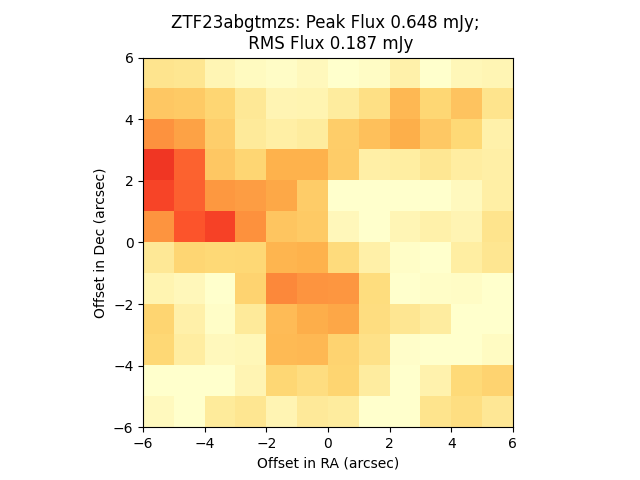 ZTF23abgtmzs: Peak Flux 0.648 mJy;
RMS Flux 0.187 mJy
6
4
2
0
−2
−4
−6
Offset in Dec (arcsec)
−6 −4 −2 0 2 4 6
Offset in RA (arcsec)